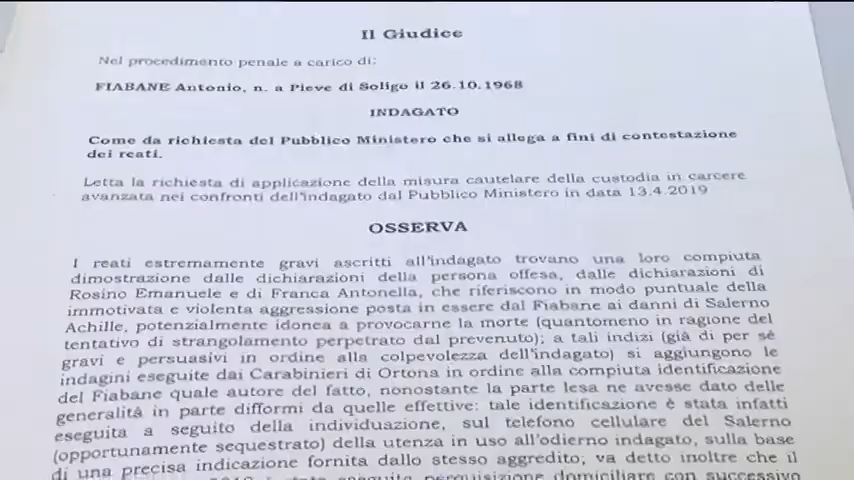 Il Giudice
Nel procedimento penale a carico di:
FIABANE Antonio, n. a Pieve di Soligo il 26.10.1968
INDAGATO
Come da richiesta del Pubblico Ministero che si allega a fini di contestazione
dei reati.
Letta la richiesta di applicazione della misura cautelare della custodia in carcere
avanzata nei confronti dell'indagato dal Pubblico Ministero in data 13.4.2019
OSSERVA
I reati estremamente gravi ascritti all'indagato trovano una loro compiuta
dimostrazione dalle dichiarazioni della persona offesa, dalle dichiarazioni di
Rosino Emanuele e di Franca Antonella, che riferiscono in modo puntuale della
immotivata e violenta aggressione posta in essere dal Fiabane ai danni di Salerno
Achille, potenzialmente idonea a provocarne la morte (quantomeno in ragione del
tentativo di strangolamento perpetrato dal prevenuto); a tali indizi (già di per sé
gravi e persuasivi in ordine alla colpevolezza dell'indagato) si aggiungono le
indagini eseguite dai Carabinieri di Ortona in ordine alla compiuta identificazione
del Fiabane quale autore del fatto, nonostante la parte lesa ne avesse dato delle
generalità in parte difformi da quelle effettive: tale identificazione è stata infatti
eseguita a seguito della individuazione, sul telefono cellulare del Salerno
(opportunamente sequestrato) della utenza in uso all'odierno indagato, sulla base
di una precisa indicazione fornita dallo stesso aggredito; va detto inoltre che il
perquisizione domiciliare con successivo